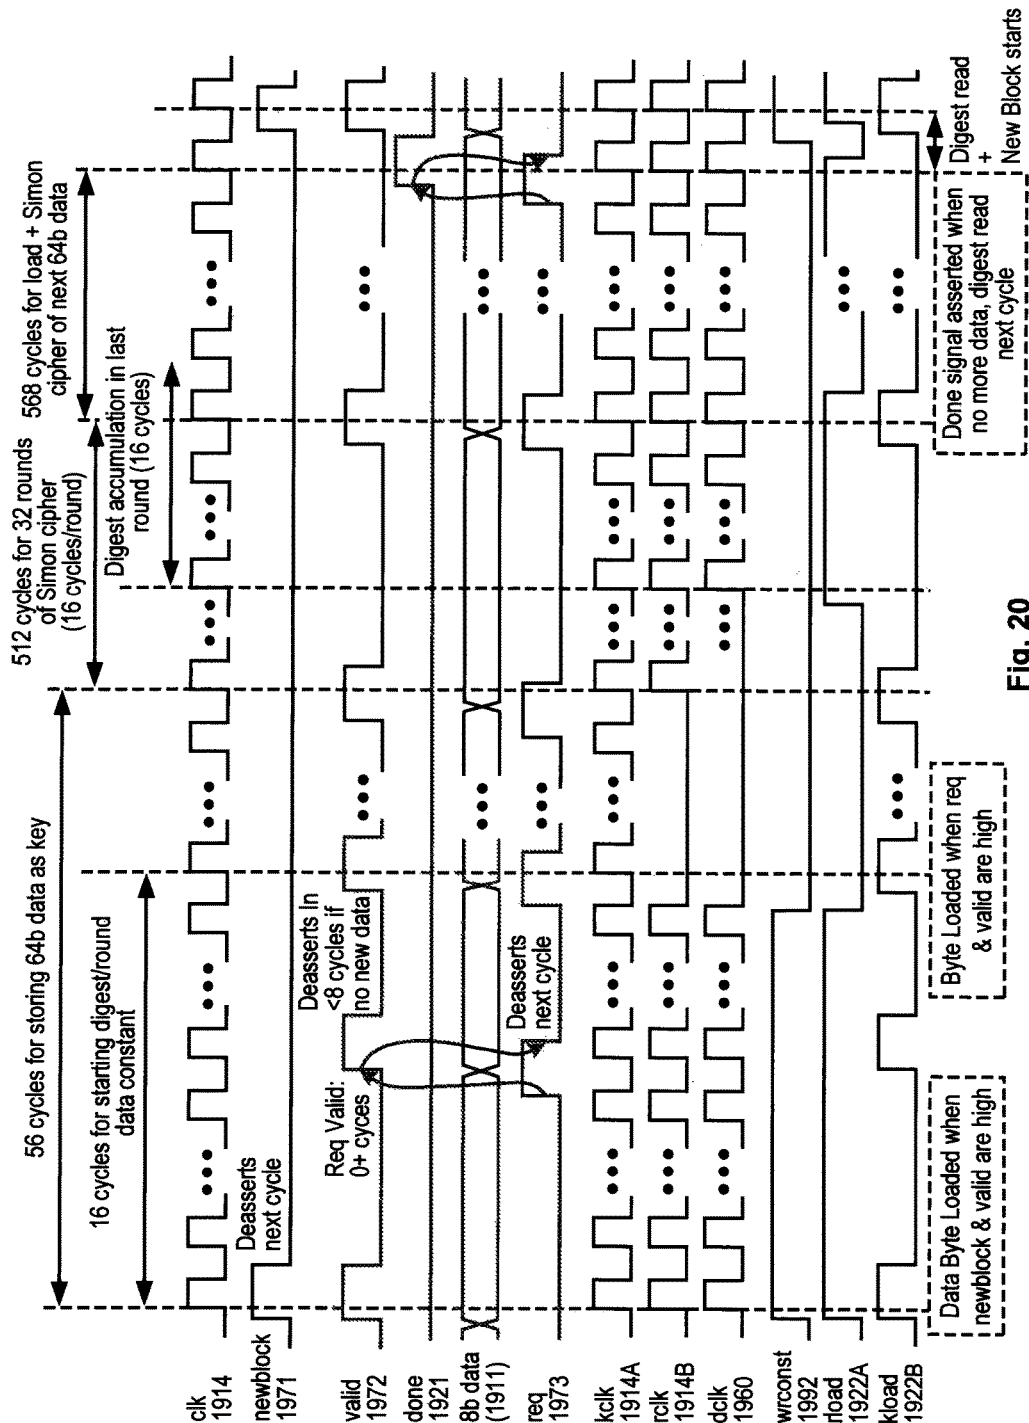 56 cycles for storing 64b data as key
512 cycles for 32 rounds
of Simon cipher
(16 cycles/round)
568 cycles for load + Simon
cipher of next 64b data
16 cycles for starting digest/round
data constant
Digest accumulation in last
round (16 cycles)
clk
1914
newblock
1971
Deasserts
next cycle
valid
1972
Req Valid:
0+ cyces
Deasserts In
<8 cycles if
no new data
done
1921
8b data
(1911)
req
1973
Deasserts
next cycle
kclk
1914A
rclk
1914B
dclk
1960
wrconst
1992
rload
1922A
kload
1922B
Data Byte Loaded when
newblock & valid are high
Byte Loaded when req
& valid are high
Done signal asserted when
no more data, digest read
next cycle
Digest read
+
New Block starts
Fig. 20